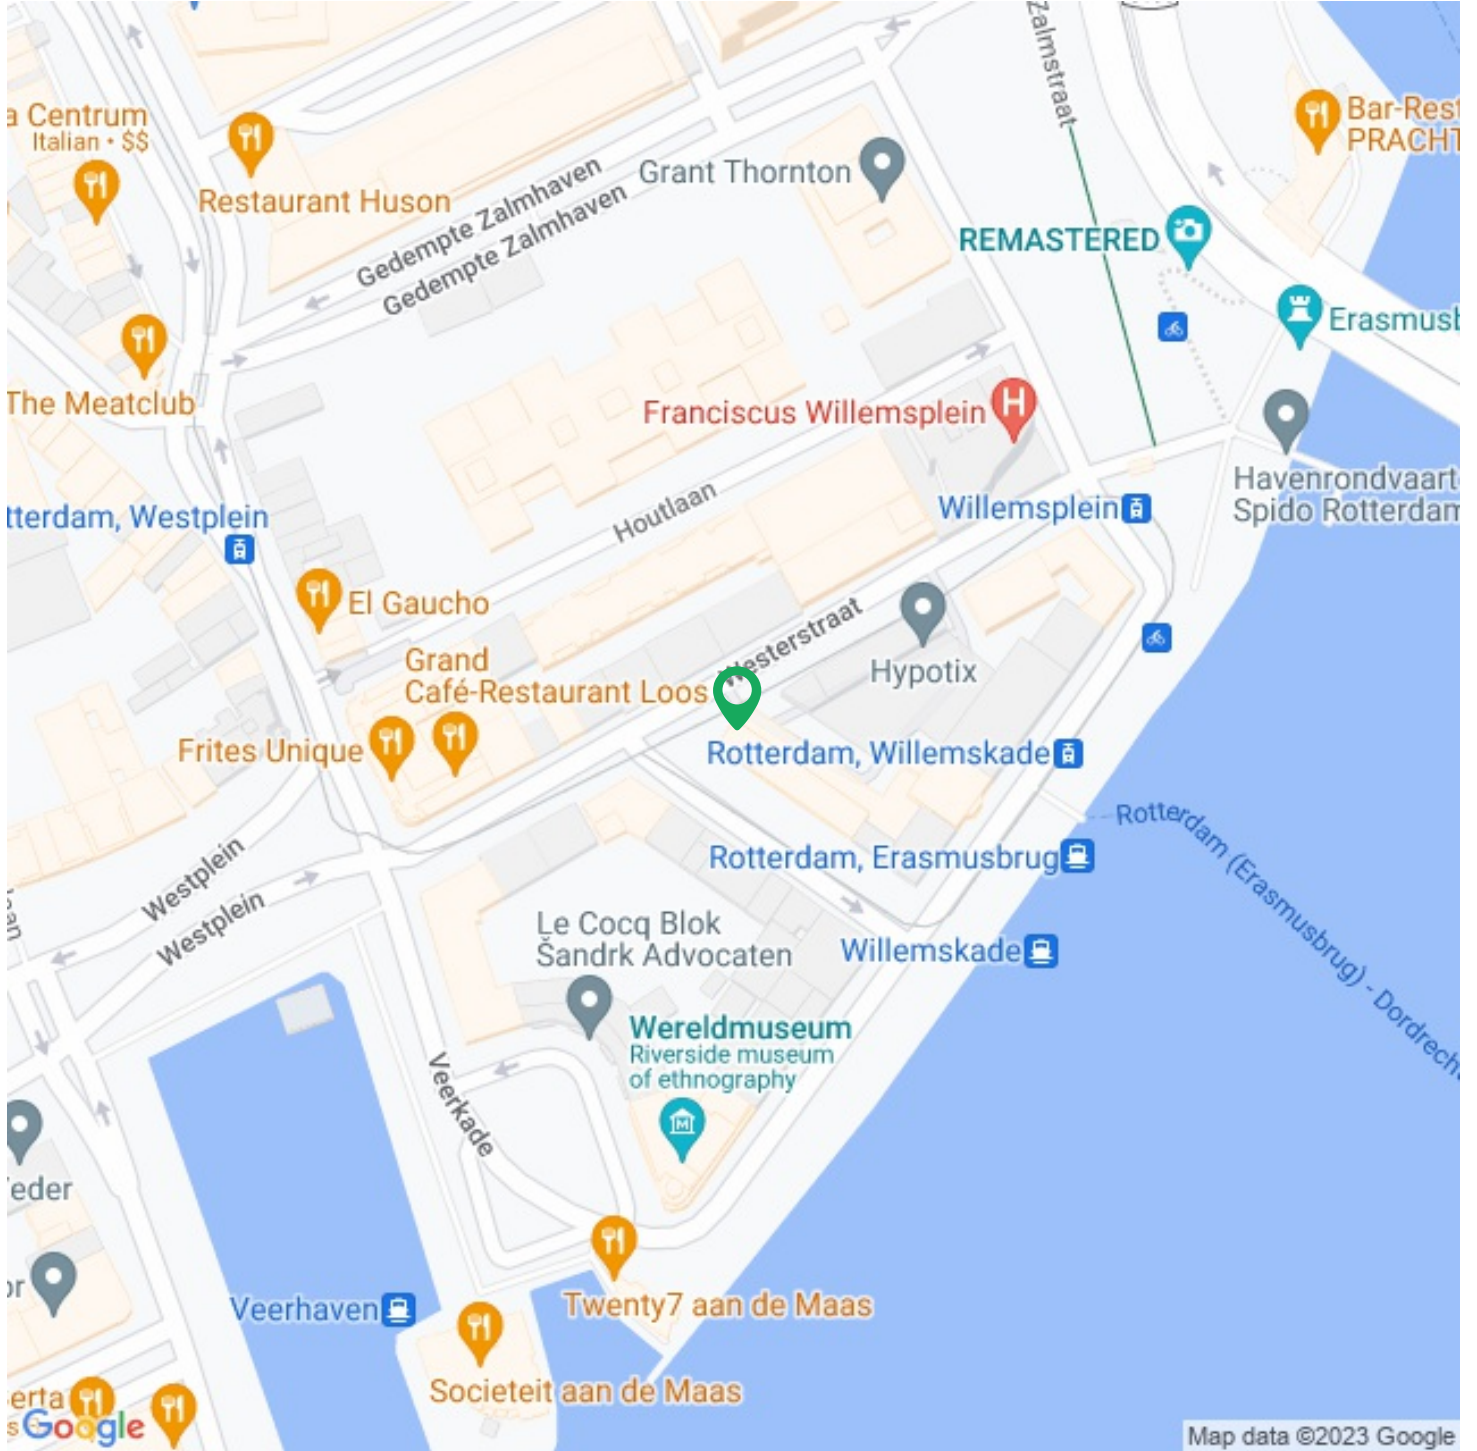 Zalmstraat
a Centrum
Italian • $$
Bar-Rest
PRACHT
Restaurant Huson
Gedempte Zalmhaven
Gedempte Zalmhaven
Grant Thornton
REMASTERED
Erasmusb
The Meatclub
Franciscus Willemsplein
Havenrondvaart
Spido Rotterdam
tterdam, Westplein
Houtlaan
Willemsplein
El Gaucho
Westerstraat
Grand
Café-Restaurant Loos
Hypotix
Frites Unique
Rotterdam, Willemskade
Rotterdam (Erasmusbrug) - Dordrecht
Rotterdam, Erasmusbrug
Westplein
Westplein
Le Cocq Blok
Šandrk Advocaten
Willemskade
Wereldmuseum
Riverside museum
of ethnography
Veerkade
eder
or
Veerhaven
Twenty7 aan de Maas
Societeit aan de Maas
erta
s
Google
Map data ©2023 Google